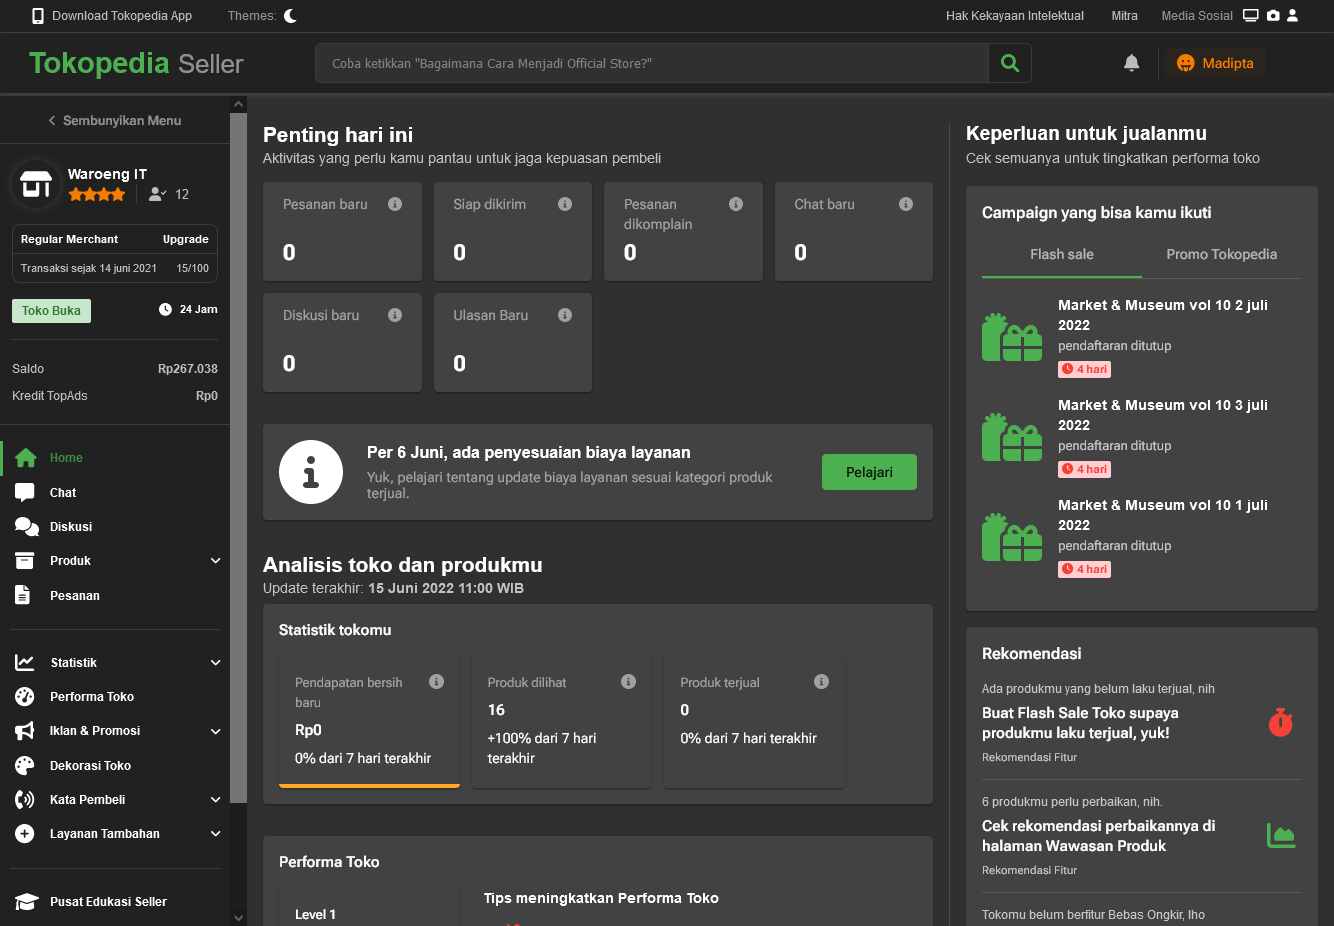 Download Tokopedia App
Themes:
Hak Kekayaan Intelektual
Mitra
Media Sosial
Tokopedia Seller
Coba ketikkan "Bagaimana Cara Menjadi Official Store?"
Madipta
Sembunyikan Menu
Waroeng IT
12
Regular Merchant
Upgrade
Transaksi sejak 14 juni 2021
15/100
Toko Buka
24 Jam
Saldo
Rp267.038
Kredit TopAds
Rp0
Home
Chat
Diskusi
Produk
Pesanan
Statistik
Performa Toko
Iklan & Promosi
Dekorasi Toko
Kata Pembeli
Layanan Tambahan
Pusat Edukasi Seller
Penting hari ini
Aktivitas yang perlu kamu pantau untuk jaga kepuasan pembeli
Pesanan baru
0
Siap dikirim
0
Pesanan
dikomplain
0
Chat baru
0
Diskusi baru
0
Ulasan Baru
0
Per 6 Juni, ada penyesuaian biaya layanan
Yuk, pelajari tentang update biaya layanan sesuai kategori produk
terjual.
Pelajari
Analisis toko dan produkmu
Update terakhir: 15 Juni 2022 11:00 WIB
Statistik tokomu
Pendapatan bersih
baru
Rp0
0% dari 7 hari terakhir
Produk dilihat
16
+100% dari 7 hari
terakhir
Produk terjual
0
0% dari 7 hari terakhir
Performa Toko
Level 1
Tips meningkatkan Performa Toko
Keperluan untuk jualanmu
Cek semuanya untuk tingkatkan performa toko
Campaign yang bisa kamu ikuti
Flash sale
Promo Tokopedia
Market & Museum vol 10 2 juli
2022
pendaftaran ditutup
4 hari
Market & Museum vol 10 3 juli
2022
pendaftaran ditutup
4 hari
Market & Museum vol 10 1 juli
2022
pendaftaran ditutup
4 hari
Rekomendasi
Ada produkmu yang belum laku terjual, nih
Buat Flash Sale Toko supaya
produkmu laku terjual, yuk!
Rekomendasi Fitur
6 produkmu perlu perbaikan, nih.
Cek rekomendasi perbaikannya di
halaman Wawasan Produk
Rekomendasi Fitur
Tokomu belum berfitur Bebas Ongkir, lho